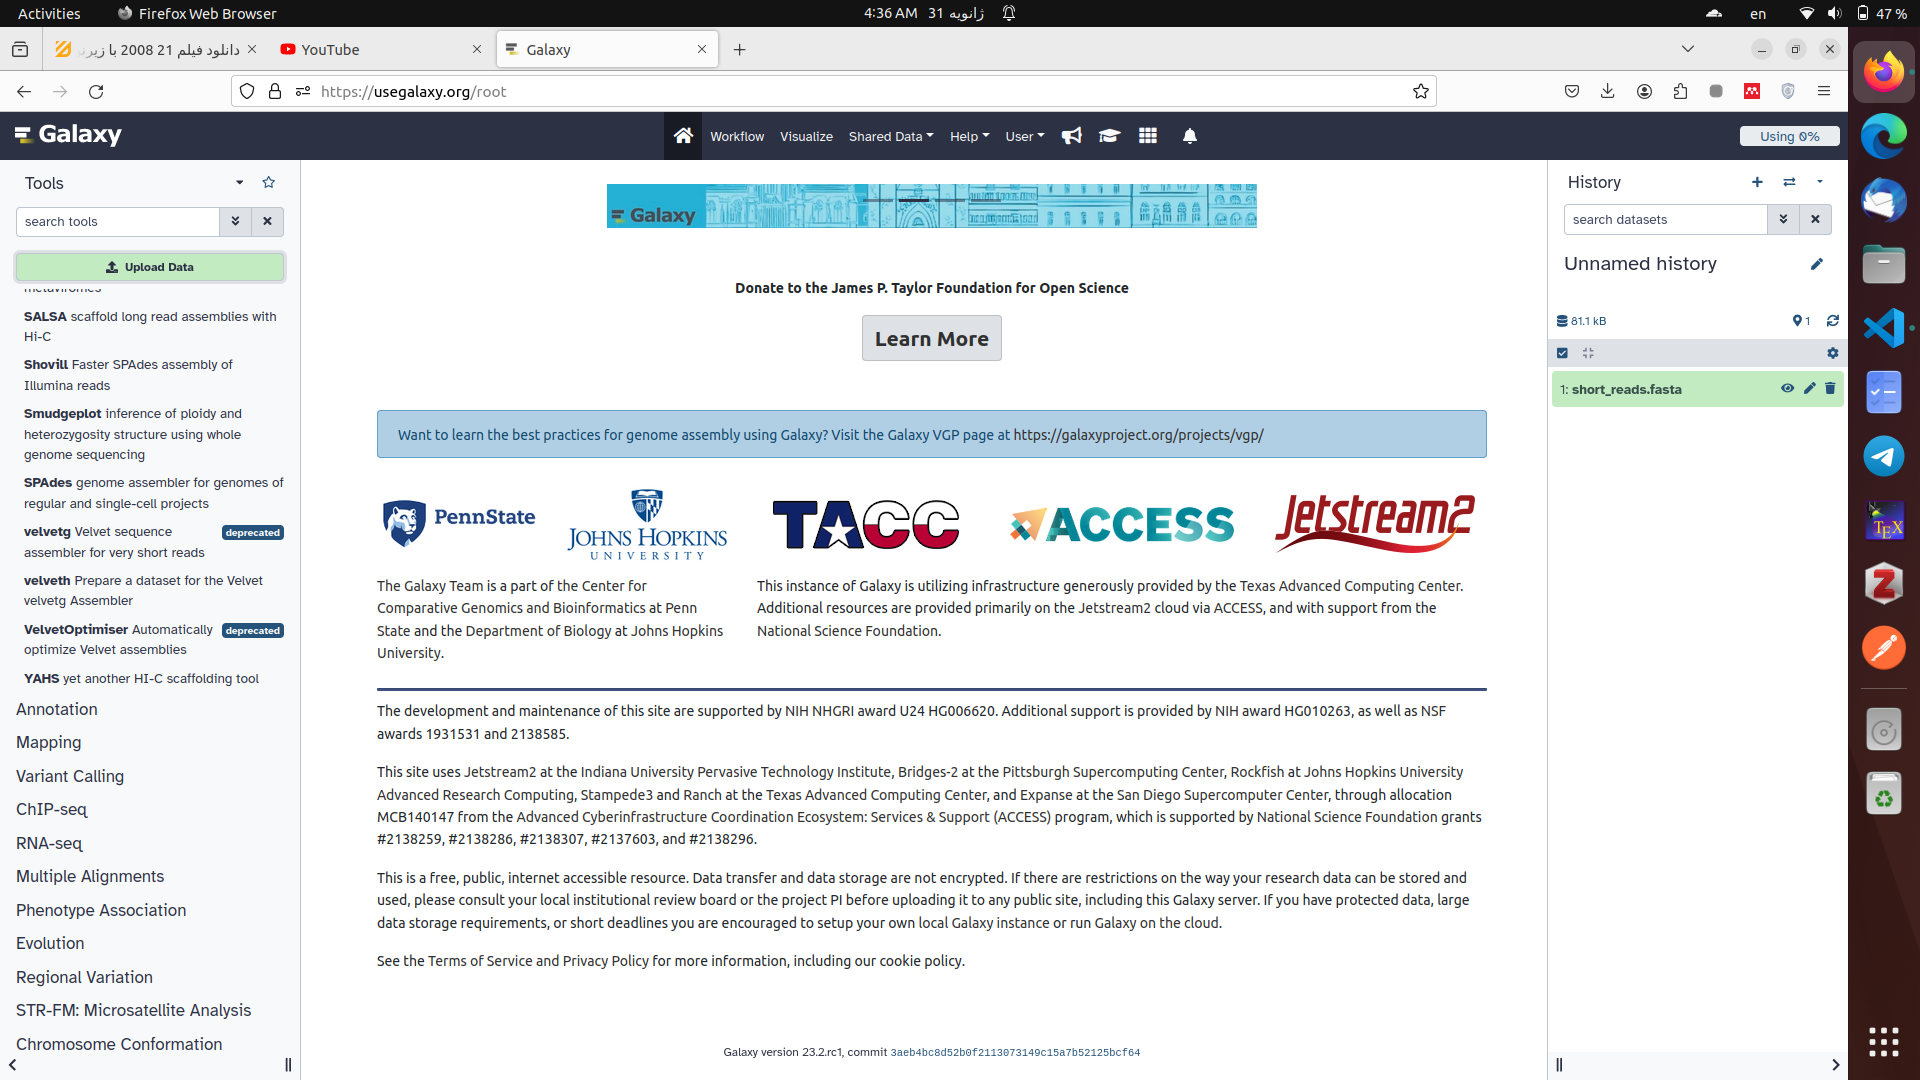 Activities
Firefox Web Browser
4:36 AM  31 ژانویه
en
47 %
دانلود فیلم 21 2008 با زیرن
YouTube
Galaxy
https://usegalaxy.org/root
Galaxy
Workflow
Visualize
Shared Data
Help
User
Using 0%
Tools
search tools
Upload Data
metaviromes
SALSA scaffold long read assemblies with
Hi-C
Shovill Faster SPAdes assembly of
Illumina reads
Smudgeplot inference of ploidy and
heterozygosity structure using whole
genome sequencing
SPAdes genome assembler for genomes of
regular and single-cell projects
velvetg Velvet sequence deprecated
assembler for very short reads
velveth Prepare a dataset for the Velvet
velvetg Assembler
VelvetOptimiser Automatically deprecated
optimize Velvet assemblies
YAHS yet another HI-C scaffolding tool
Annotation
Mapping
Variant Calling
ChIP-seq
RNA-seq
Multiple Alignments
Phenotype Association
Evolution
Regional Variation
STR-FM: Microsatellite Analysis
Chromosome Conformation
Galaxy
Donate to the James P. Taylor Foundation for Open Science
Learn More
Want to learn the best practices for genome assembly using Galaxy? Visit the Galaxy VGP page at https://galaxyproject.org/projects/vgp/
PennState
JOHNS HOPKINS
UNIVERSITY
TACC
ACCESS
Jetstream2
The Galaxy Team is a part of the Center for
Comparative Genomics and Bioinformatics at Penn
State and the Department of Biology at Johns Hopkins
University.
This instance of Galaxy is utilizing infrastructure generously provided by the Texas Advanced Computing Center.
Additional resources are provided primarily on the Jetstream2 cloud via ACCESS, and with support from the
National Science Foundation.
The development and maintenance of this site are supported by NIH NHGRI award U24 HG006620. Additional support is provided by NIH award HG010263, as well as NSF
awards 1931531 and 2138585.
This site uses Jetstream2 at the Indiana University Pervasive Technology Institute, Bridges-2 at the Pittsburgh Supercomputing Center, Rockfish at Johns Hopkins University
Advanced Research Computing, Stampede3 and Ranch at the Texas Advanced Computing Center, and Expanse at the San Diego Supercomputer Center, through allocation
MCB140147 from the Advanced Cyberinfrastructure Coordination Ecosystem: Services & Support (ACCESS) program, which is supported by National Science Foundation grants
#2138259, #2138286, #2138307, #2137603, and #2138296.
This is a free, public, internet accessible resource. Data transfer and data storage are not encrypted. If there are restrictions on the way your research data can be stored and
used, please consult your local institutional review board or the project PI before uploading it to any public site, including this Galaxy server. If you have protected data, large
data storage requirements, or short deadlines you are encouraged to setup your own local Galaxy instance or run Galaxy on the cloud.
See the Terms of Service and Privacy Policy for more information, including our cookie policy.
Galaxy version 23.2.rc1, commit 3aeb4bc8d52b0f2113073149c15a7b52125bcf64
History
search datasets
Unnamed history
81.1 kB
1
1: short_reads.fasta
TEX
Z